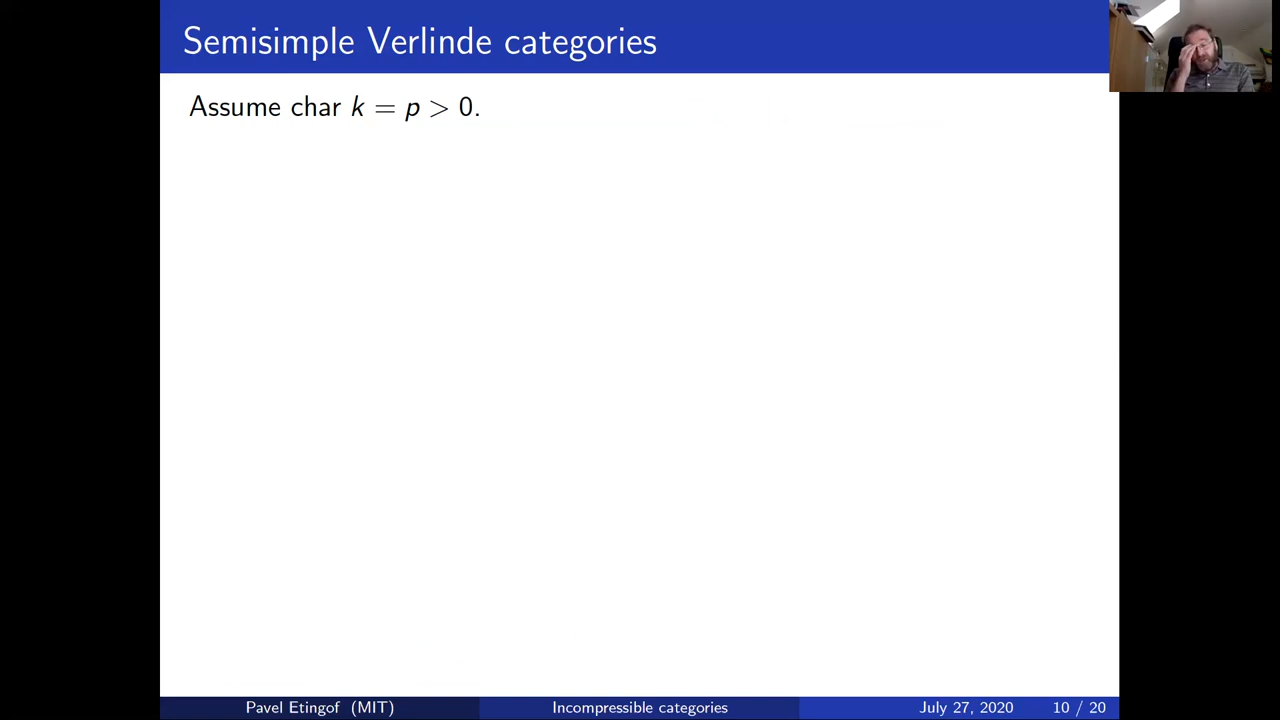 Semisimple Verlinde categories
Assume char k = p > 0.
Pavel Etingof (MIT) Incompressible categories July 27, 2020 10 / 20